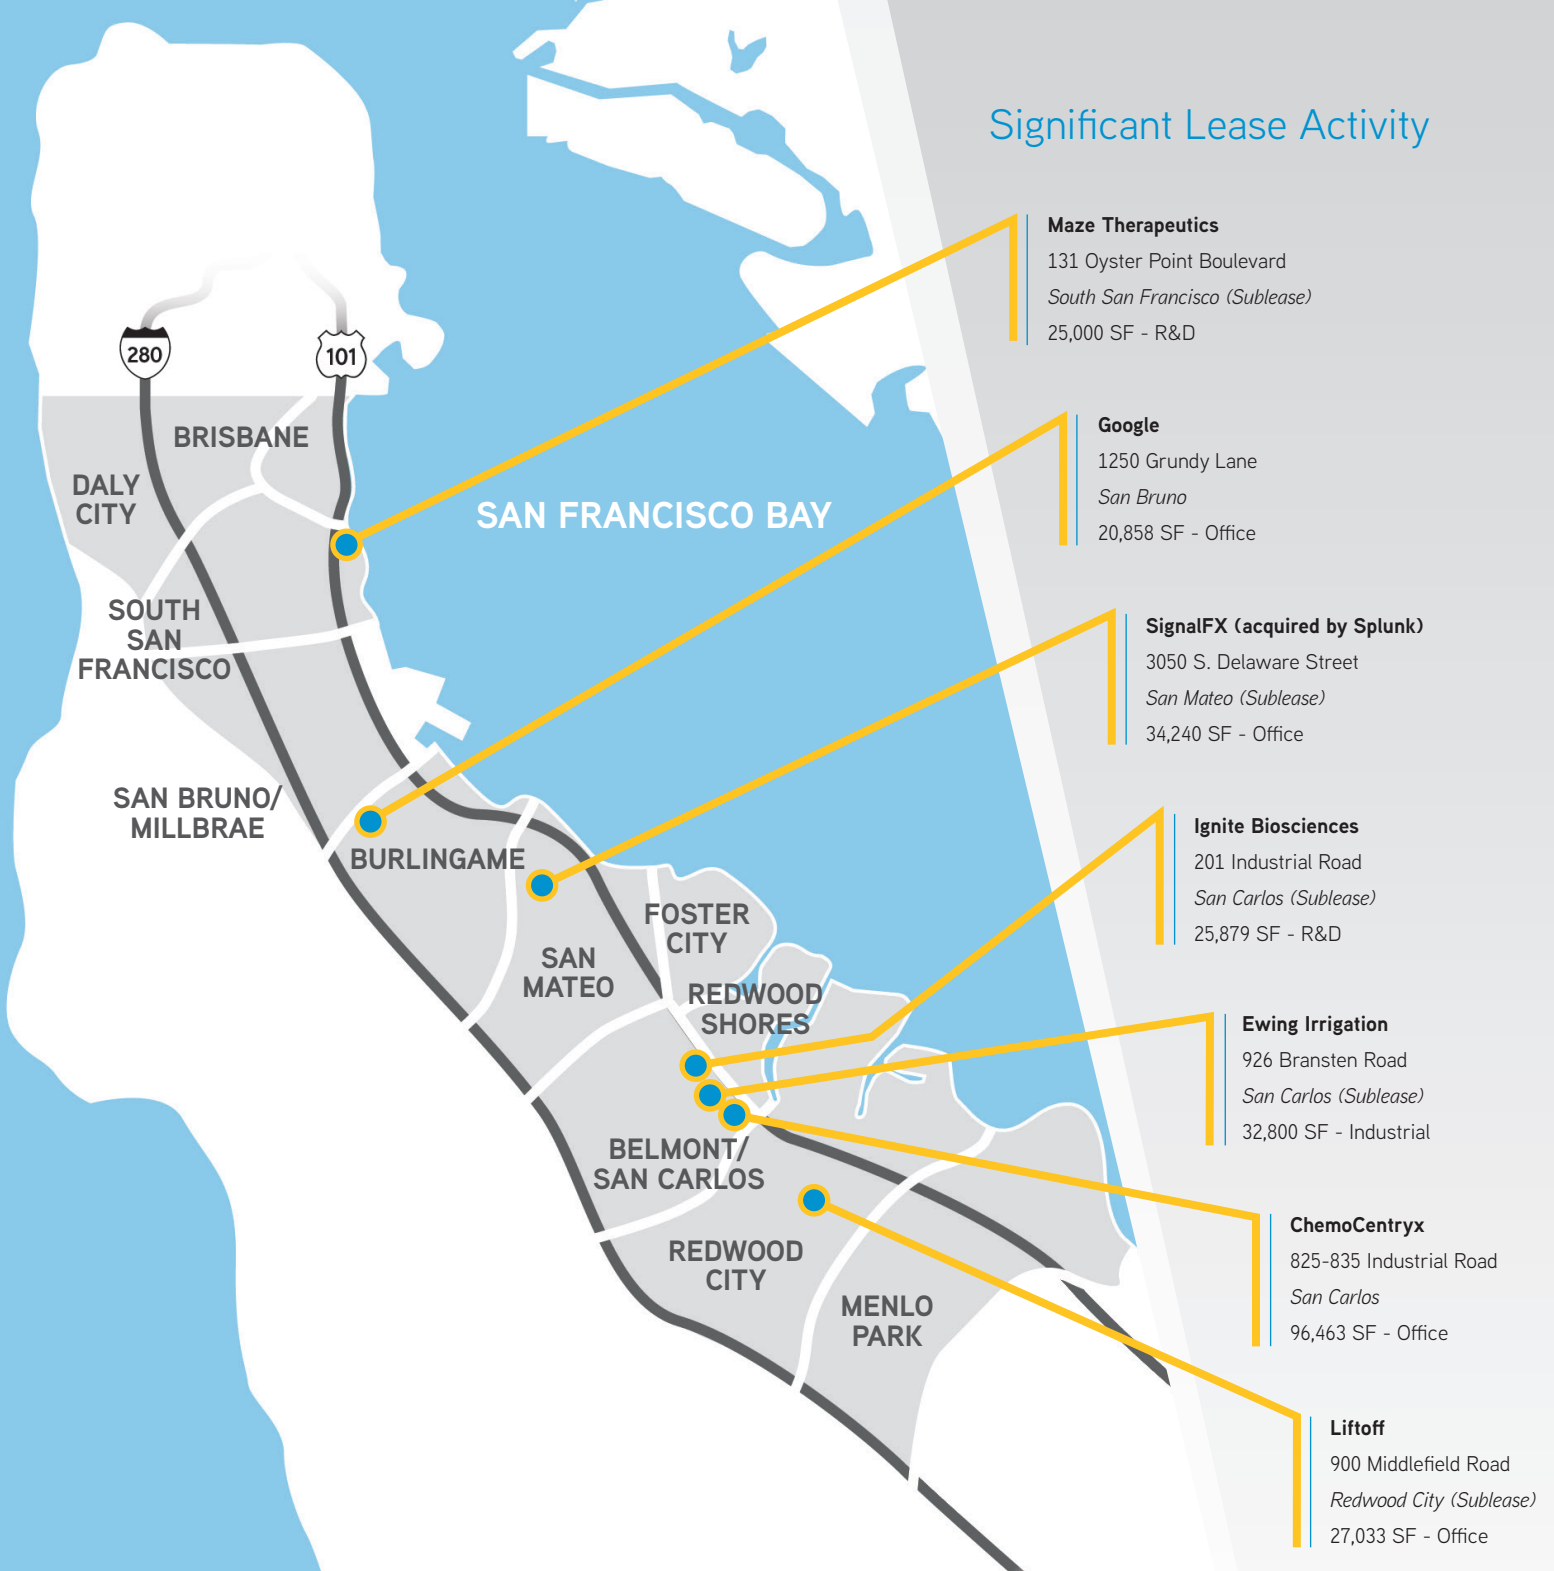 Significant Lease Activity
Maze Therapeutics
131 Oyster Point Boulevard
South San Francisco (Sublease)
25,000 SF - R&D
280
101
Google
1250 Grundy Lane
San Bruno
20,858 SF - Office
BRISBANE
DALY
CITY
SAN FRANCISCO BAY
SOUTH
SAN
FRANCISCO
SignalFX (acquired by Splunk)
3050 S. Delaware Street
San Mateo (Sublease)
34,240 SF - Office
SAN BRUNO/
MILLBRAE
BURLINGAME
Ignite Biosciences
201 Industrial Road
San Carlos (Sublease)
25,879 SF - R&D
FOSTER
CITY
SAN
MATEO
REDWOOD
SHORES
Ewing Irrigation
926 Bransten Road
San Carlos (Sublease)
32,800 SF - Industrial
BELMONT/
SAN CARLOS
ChemoCentryx
825-835 Industrial Road
San Carlos
96,463 SF - Office
REDWOOD
CITY
MENLO
PARK
Liftoff
900 Middlefield Road
Redwood City (Sublease)
27,033 SF - Office